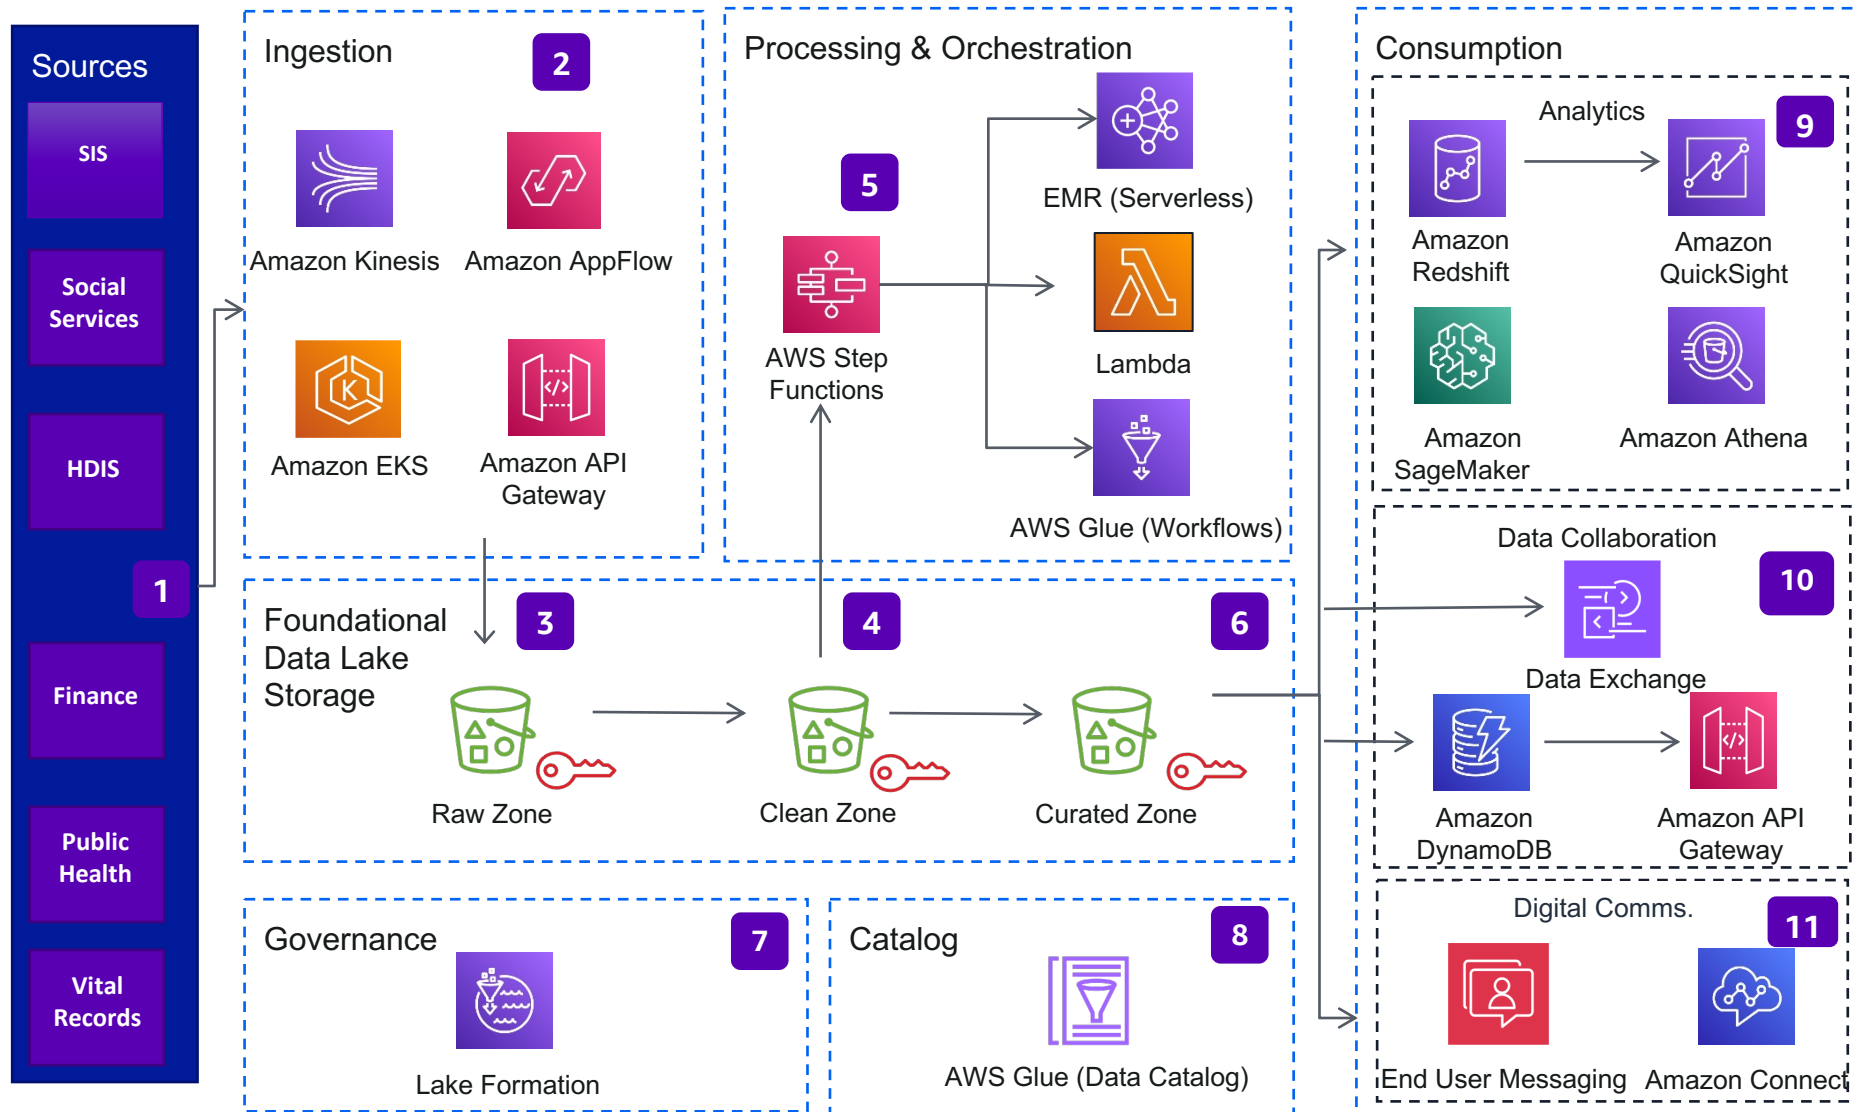 Sources
SIS
Social
Services
HDIS
1
Finance
Public
Health
Vital
Records
Ingestion
2
Amazon Kinesis
Amazon AppFlow
Amazon EKS
Amazon API
Gateway
Processing & Orchestration
5
AWS Step
Functions
EMR (Serverless)
Lambda
AWS Glue (Workflows)
Foundational
Data Lake
Storage
3
4
6
Raw Zone
Clean Zone
Curated Zone
Governance
7
Lake Formation
Catalog
8
AWS Glue (Data Catalog)
Consumption
Analytics
9
Amazon
Redshift
Amazon
QuickSight
Amazon
SageMaker
Amazon Athena
Data Collaboration
10
Data Exchange
Amazon
DynamoDB
Amazon API
Gateway
Digital Comms.
11
End User Messaging
Amazon Connect